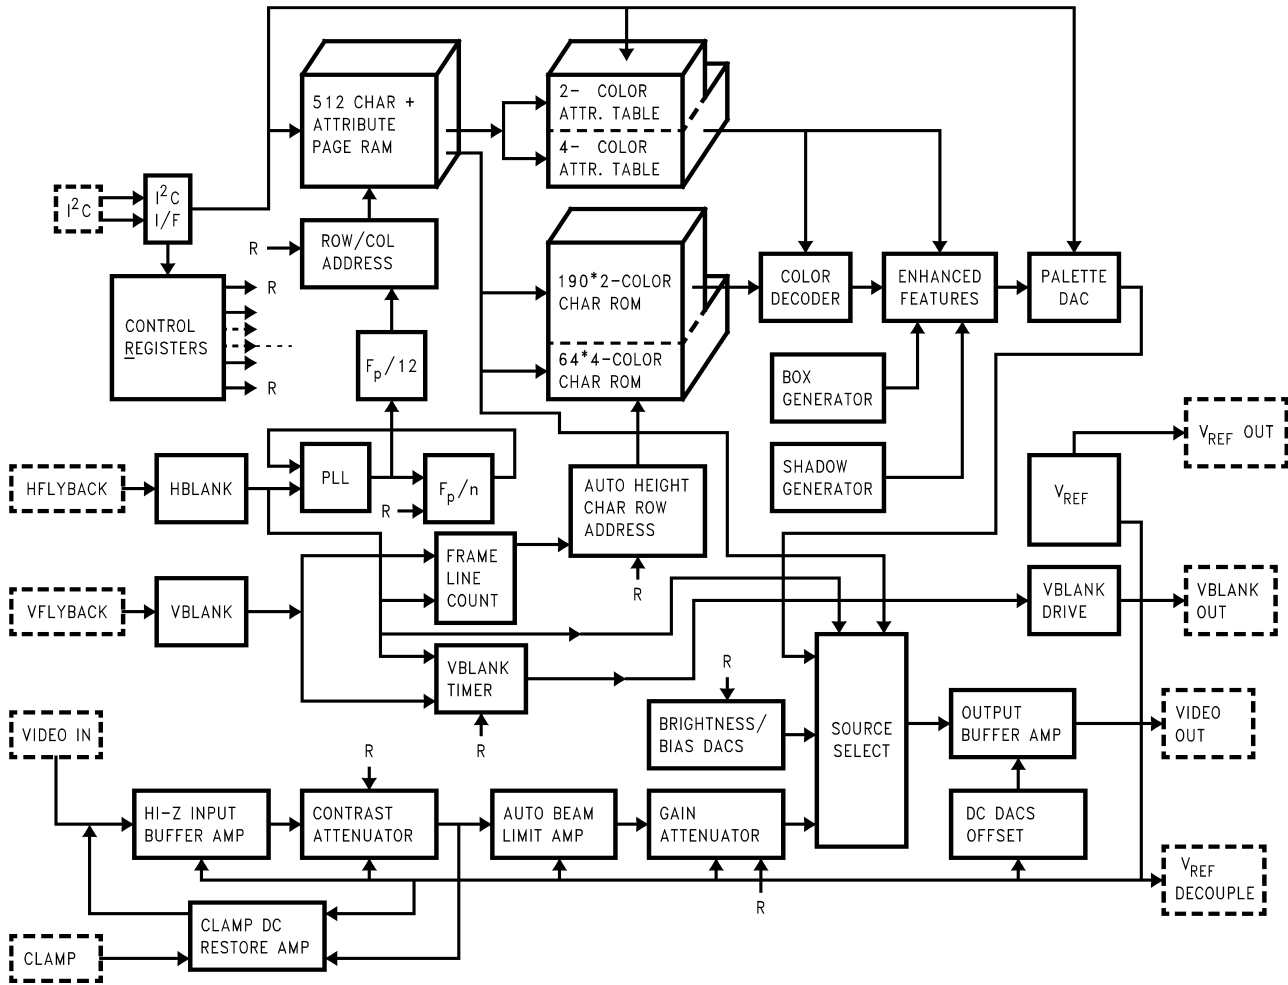 512 CHAR +
ATTRIBUTE
PAGE RAM
2- COLOR
ATTR. TABLE
4- COLOR
ATTR. TABLE
I²C
I²C
I/F
R
ROW/COL
ADDRESS
190*2-COLOR
CHAR ROM
64*4-COLOR
CHAR ROM
COLOR
DECODER
ENHANCED
FEATURES
PALETTE
DAC
CONTROL
REGISTERS
R
R
Fp/12
BOX
GENERATOR
SHADOW
GENERATOR
VREF OUT
VREF
HFLYBACK
HBLANK
PLL
Fp/n
R
AUTO HEIGHT
CHAR ROW
ADDRESS
R
FRAME
LINE
COUNT
VFLYBACK
VBLANK
VBLANK
DRIVE
VBLANK
OUT
VBLANK
TIMER
R
R
BRIGHTNESS/
BIAS DACS
SOURCE
SELECT
OUTPUT
BUFFER AMP
VIDEO
OUT
VIDEO IN
R
HI-Z INPUT
BUFFER AMP
CONTRAST
ATTENUATOR
AUTO BEAM
LIMIT AMP
GAIN
ATTENUATOR
R
DC DACS
OFFSET
VREF
DECOUPLE
CLAMP DC
RESTORE AMP
CLAMP